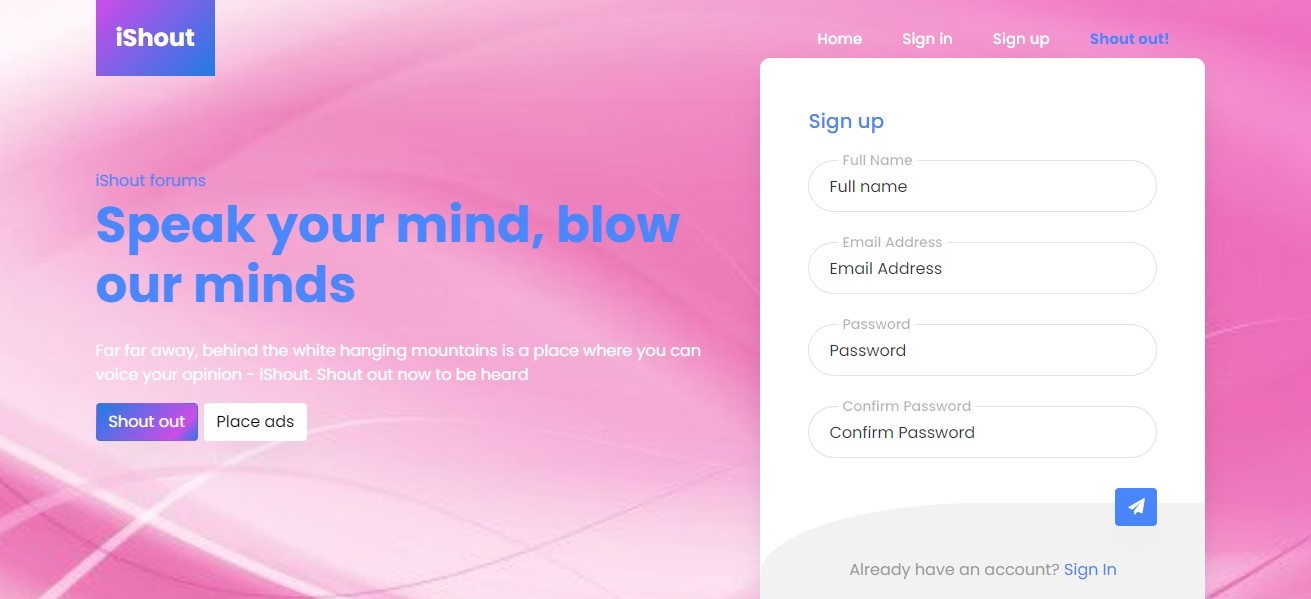 iShout
Home Sign in Sign up Shout out!
iShout forums
Speak your mind, blow
our minds
Far far away, behind the white hanging mountains is a place where you can
voice your opinion - iShout. Shout out now to be heard
Shout out Place ads
Sign up
Full Name
Full name
Email Address
Email Address
Password
Password
Confirm Password
Confirm Password
Already have an account? Sign In